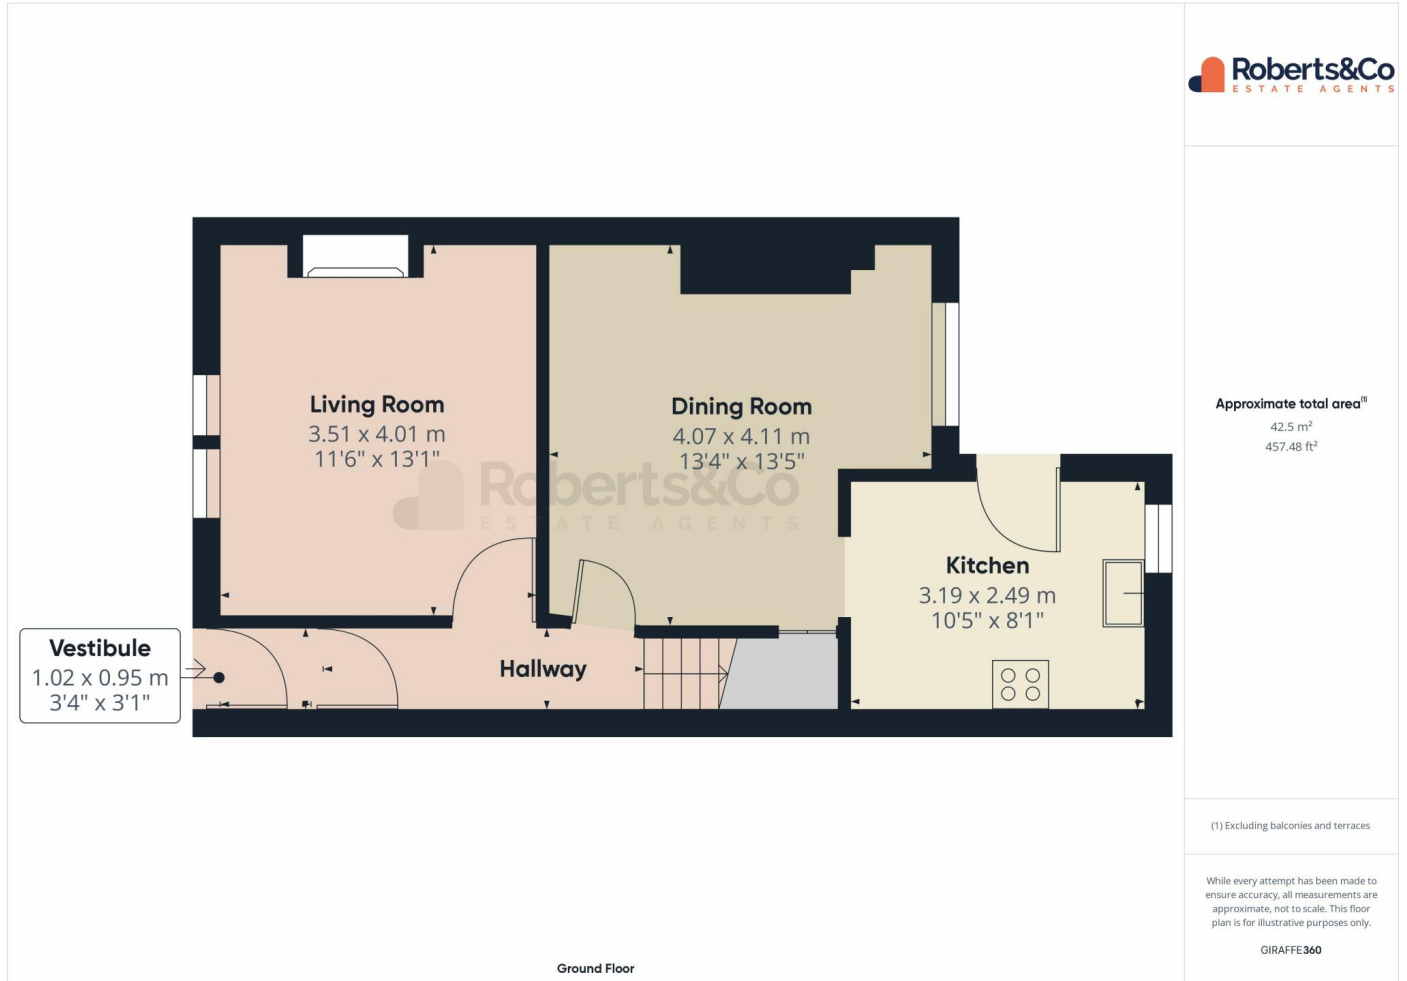 Roberts&Co
ESTATE AGENTS
Approximate total area(1)
42.5 m²
457.48 ft²
Living Room
3.51 x 4.01 m
11'6" x 13'1"
Dining Room
4.07 x 4.11 m
13'4" x 13'5"
Roberts&Co
ESTATE AGENTS
Kitchen
3.19 x 2.49 m
10'5" x 8'1"
Vestibule
1.02 x 0.95 m
3'4" x 3'1"
Hallway
(1) Excluding balconies and terraces
While every attempt has been made to
ensure accuracy, all measurements are
approximate, not to scale. This floor
plan is for illustrative purposes only.
GIRAFFE360
Ground Floor